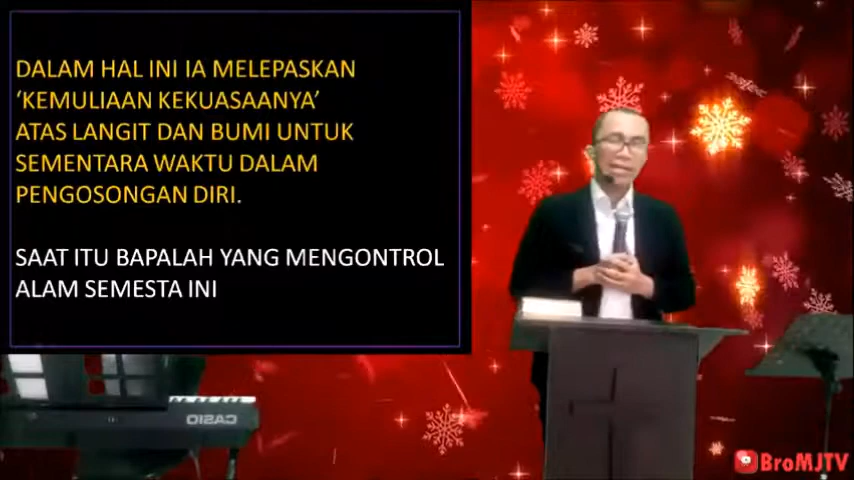 DALAM HAL INI IA MELEPASKAN
‘KEMULIAAN KEKUASAANYA’
ATAS LANGIT DAN BUMI UNTUK
SEMENTARA WAKTU DALAM
PENGOSONGAN DIRI.
SAAT ITU BAPALAH YANG MENGONTROL
ALAM SEMESTA INI
CASIO
BroMJTV